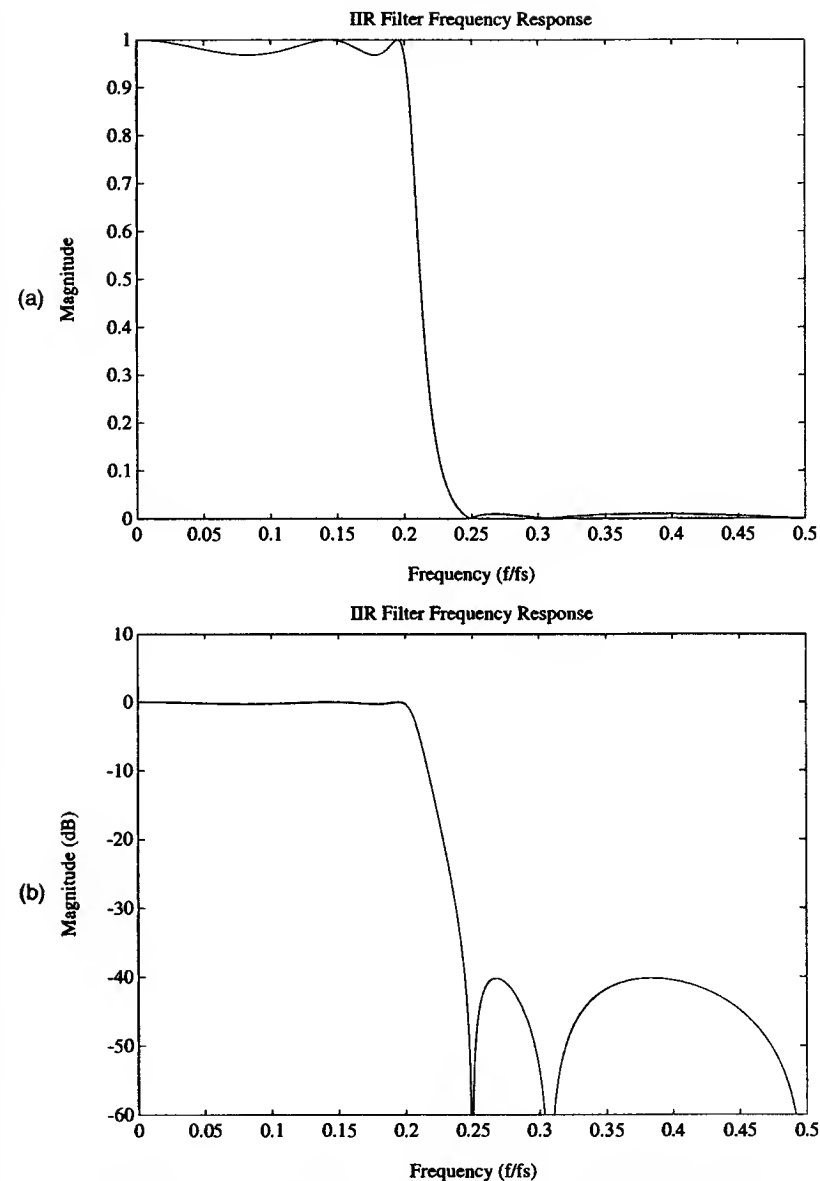 IIR Filter Frequency Response
1
0.9
0.8
0.7
0.6
0.5
0.4
0.3
0.2
0.1
0
(a)
Magnitude
0 0.05 0.1 0.15 0.2 0.25 0.3 0.35 0.4 0.45 0.5
Frequency (f/fs)
IIR Filter Frequency Response
10
0
-10
-20
-30
-40
-50
-60
(b)
Magnitude (dB)
0 0.05 0.1 0.15 0.2 0.25 0.3 0.35 0.4 0.45 0.5
Frequency (f/fs)